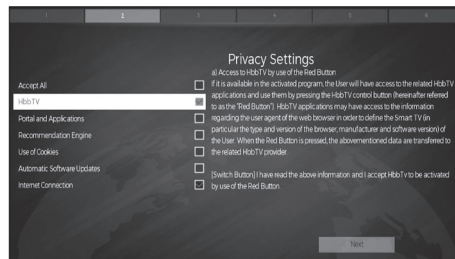 1 2 3 4 5 6
Privacy Settings
a) Access to HbbTV by use of the Red Button
If it is available in the activated program, the User will have access to the related HbbTV
applications and use them by pressing the HbbTV control button (hereinafter referred
to as the "Red Button"). HbbTV applications may have access to the information
regarding the user agent of the web browser in order to define the Smart TV (in
particular the type and version of the browser, manufacturer and software version) of
the User. When the Red Button is pressed, the abovementioned data are transferred to
the related HbbTV provider.
[Switch Button] I have read the above information and I accept HbbTv to be activated
by use of the Red Button
Accept All
HbbTV
Portal and Applications
Recommendation Engine
Use of Cookies
Automatic Software Updates
Internet Connection
Next